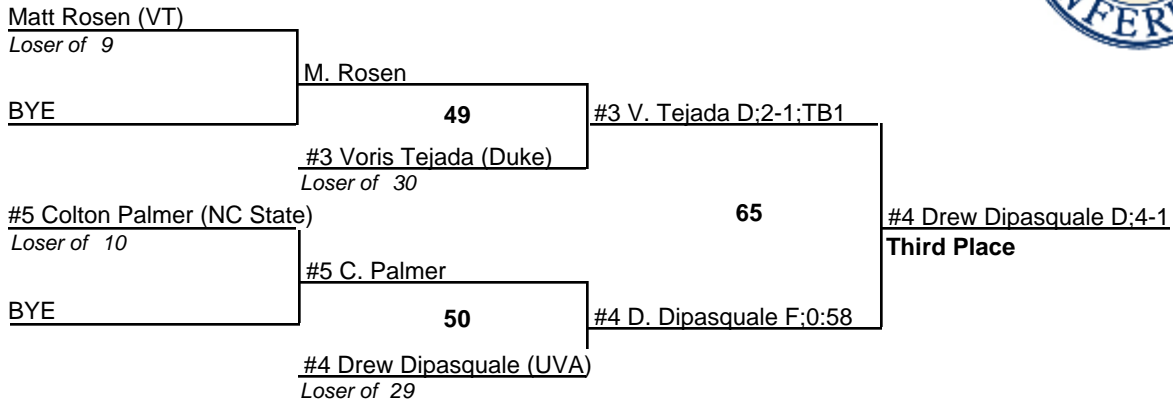 Matt Rosen (VT)
Loser of 9
M. Rosen
BYE
49
#3 V. Tejada D;2-1;TB1
#3 Voris Tejada (Duke)
Loser of 30
#5 Colton Palmer (NC State)
65
#4 Drew Dipasquale D;4-1
Loser of 10
Third Place
#5 C. Palmer
BYE
50
#4 D. Dipasquale F;0:58
#4 Drew Dipasquale (UVA)
Loser of 29